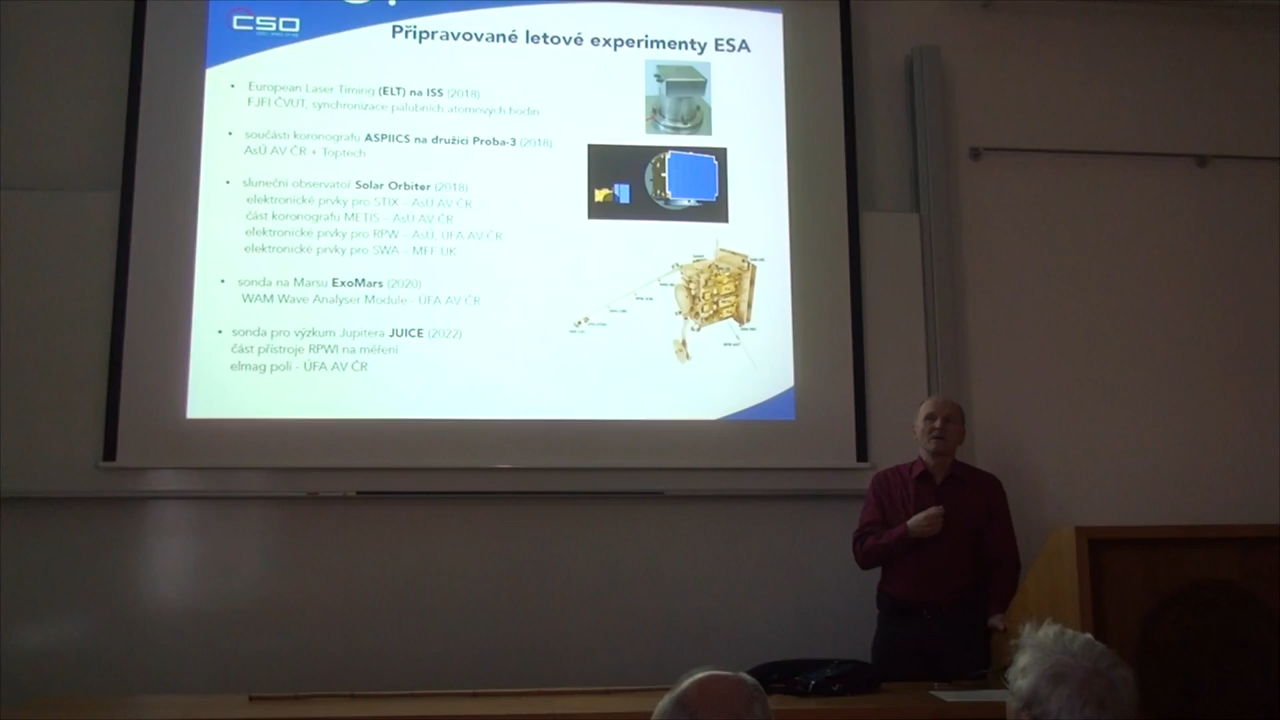 CSO
Připravované letové experimenty ESA
• European Laser Timing (ELT) na ISS (2018)
FJFI ČVUT, synchronizace palubních atomových hodin
• součásti koronografu ASPIICS na družici Proba-3 (2018)
AsÚ AV ČR + Toptech
• sluneční observatoř Solar Orbiter (2018)
elektronické prvky pro STIX – AsÚ AV ČR
část koronografu METIS – AsÚ AV ČR
elektronické prvky pro RPW – AsÚ, ÚFA AV ČR
elektronické prvky pro SWA – MFF UK
• sonda na Marsu ExoMars (2020)
WAM Wave Analyser Module - ÚFA AV ČR
• sonda pro výzkum Jupitera JUICE (2022)
část přístroje RPWI na měření
elmag polí - ÚFA AV ČR